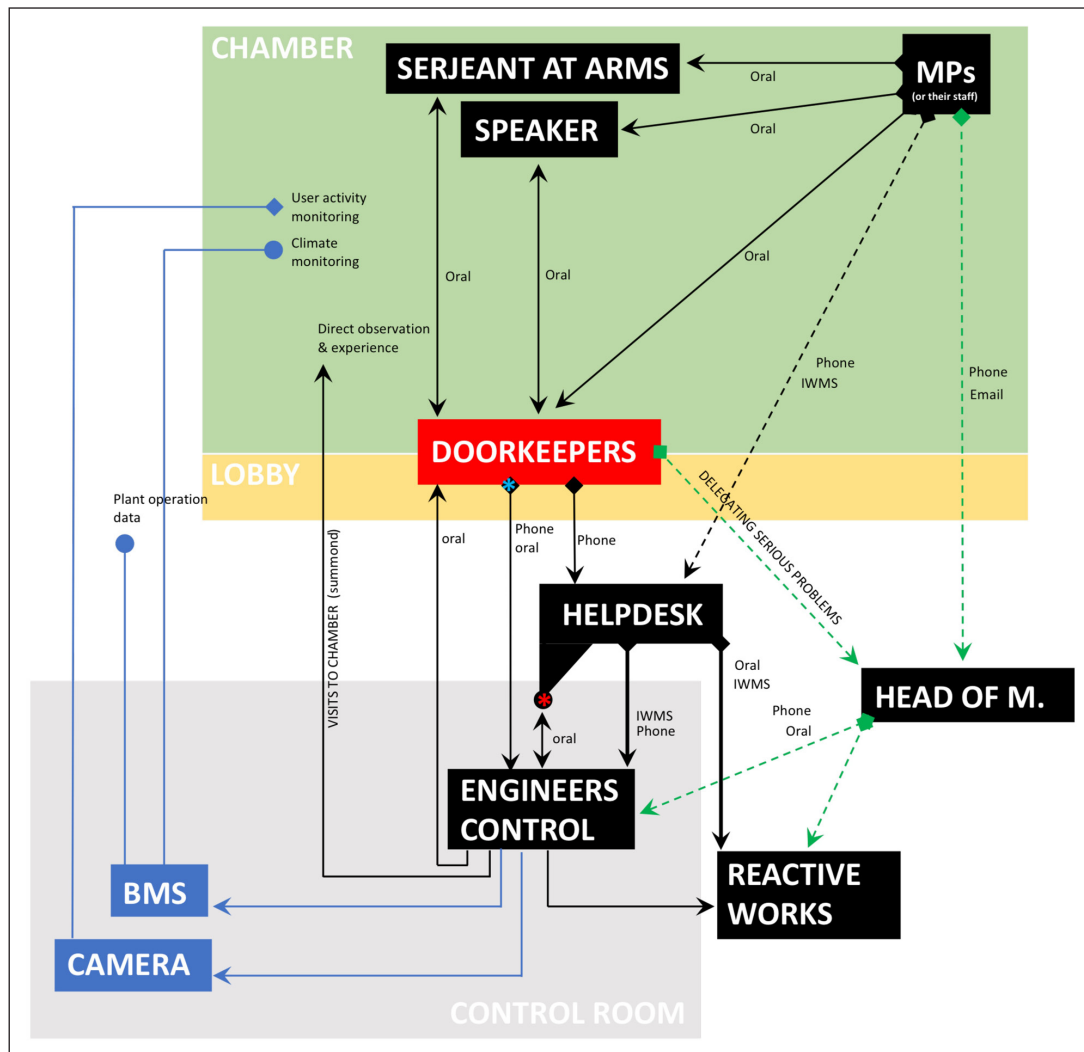 CHAMBER
SERJEANT AT ARMS
MPs
(or their staff)
Oral
SPEAKER
Oral
User activity
monitoring
Climate
monitoring
Oral
Oral
Oral
Direct observation
& experience
Phone
IWMS
Phone
Email
DOORKEEPERS
LOBBY
Plant operation
data
oral
Phone
oral
Phone
DELEGATING SERIOUS PROBLEMS
VISITS TO CHAMBER (summond)
HELPDESK
Oral
IWMS
HEAD OF M.
IWMS
Phone
oral
Phone
Oral
ENGINEERS
CONTROL
REACTIVE
WORKS
BMS
CAMERA
CONTROL ROOM